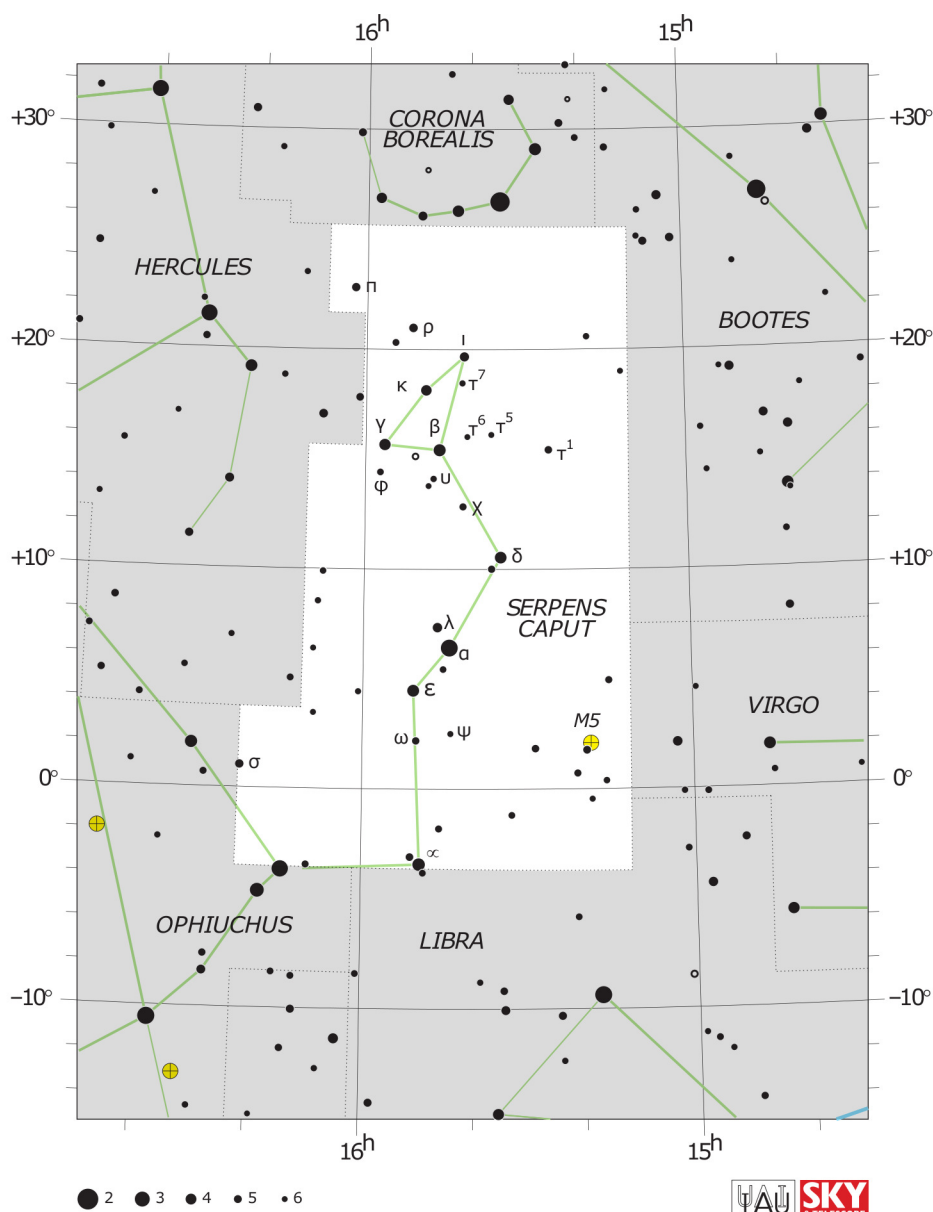 16h 15h
+30° +30°
CORONA
BOREALIS
HERCULES
π
ρ
BOOTES
+20° +20°
ι
κ τ7
γ β τ6 τ5
τ1
φ υ
χ
+10° δ +10°
SERPENS
CAPUT
λ
α
ε
VIRGO
M5
ω ψ
σ
0° 0°
∝
OPHIUCHUS
LIBRA
−10° −10°
16h 15h
2 3 4 5 6
IAU SKY